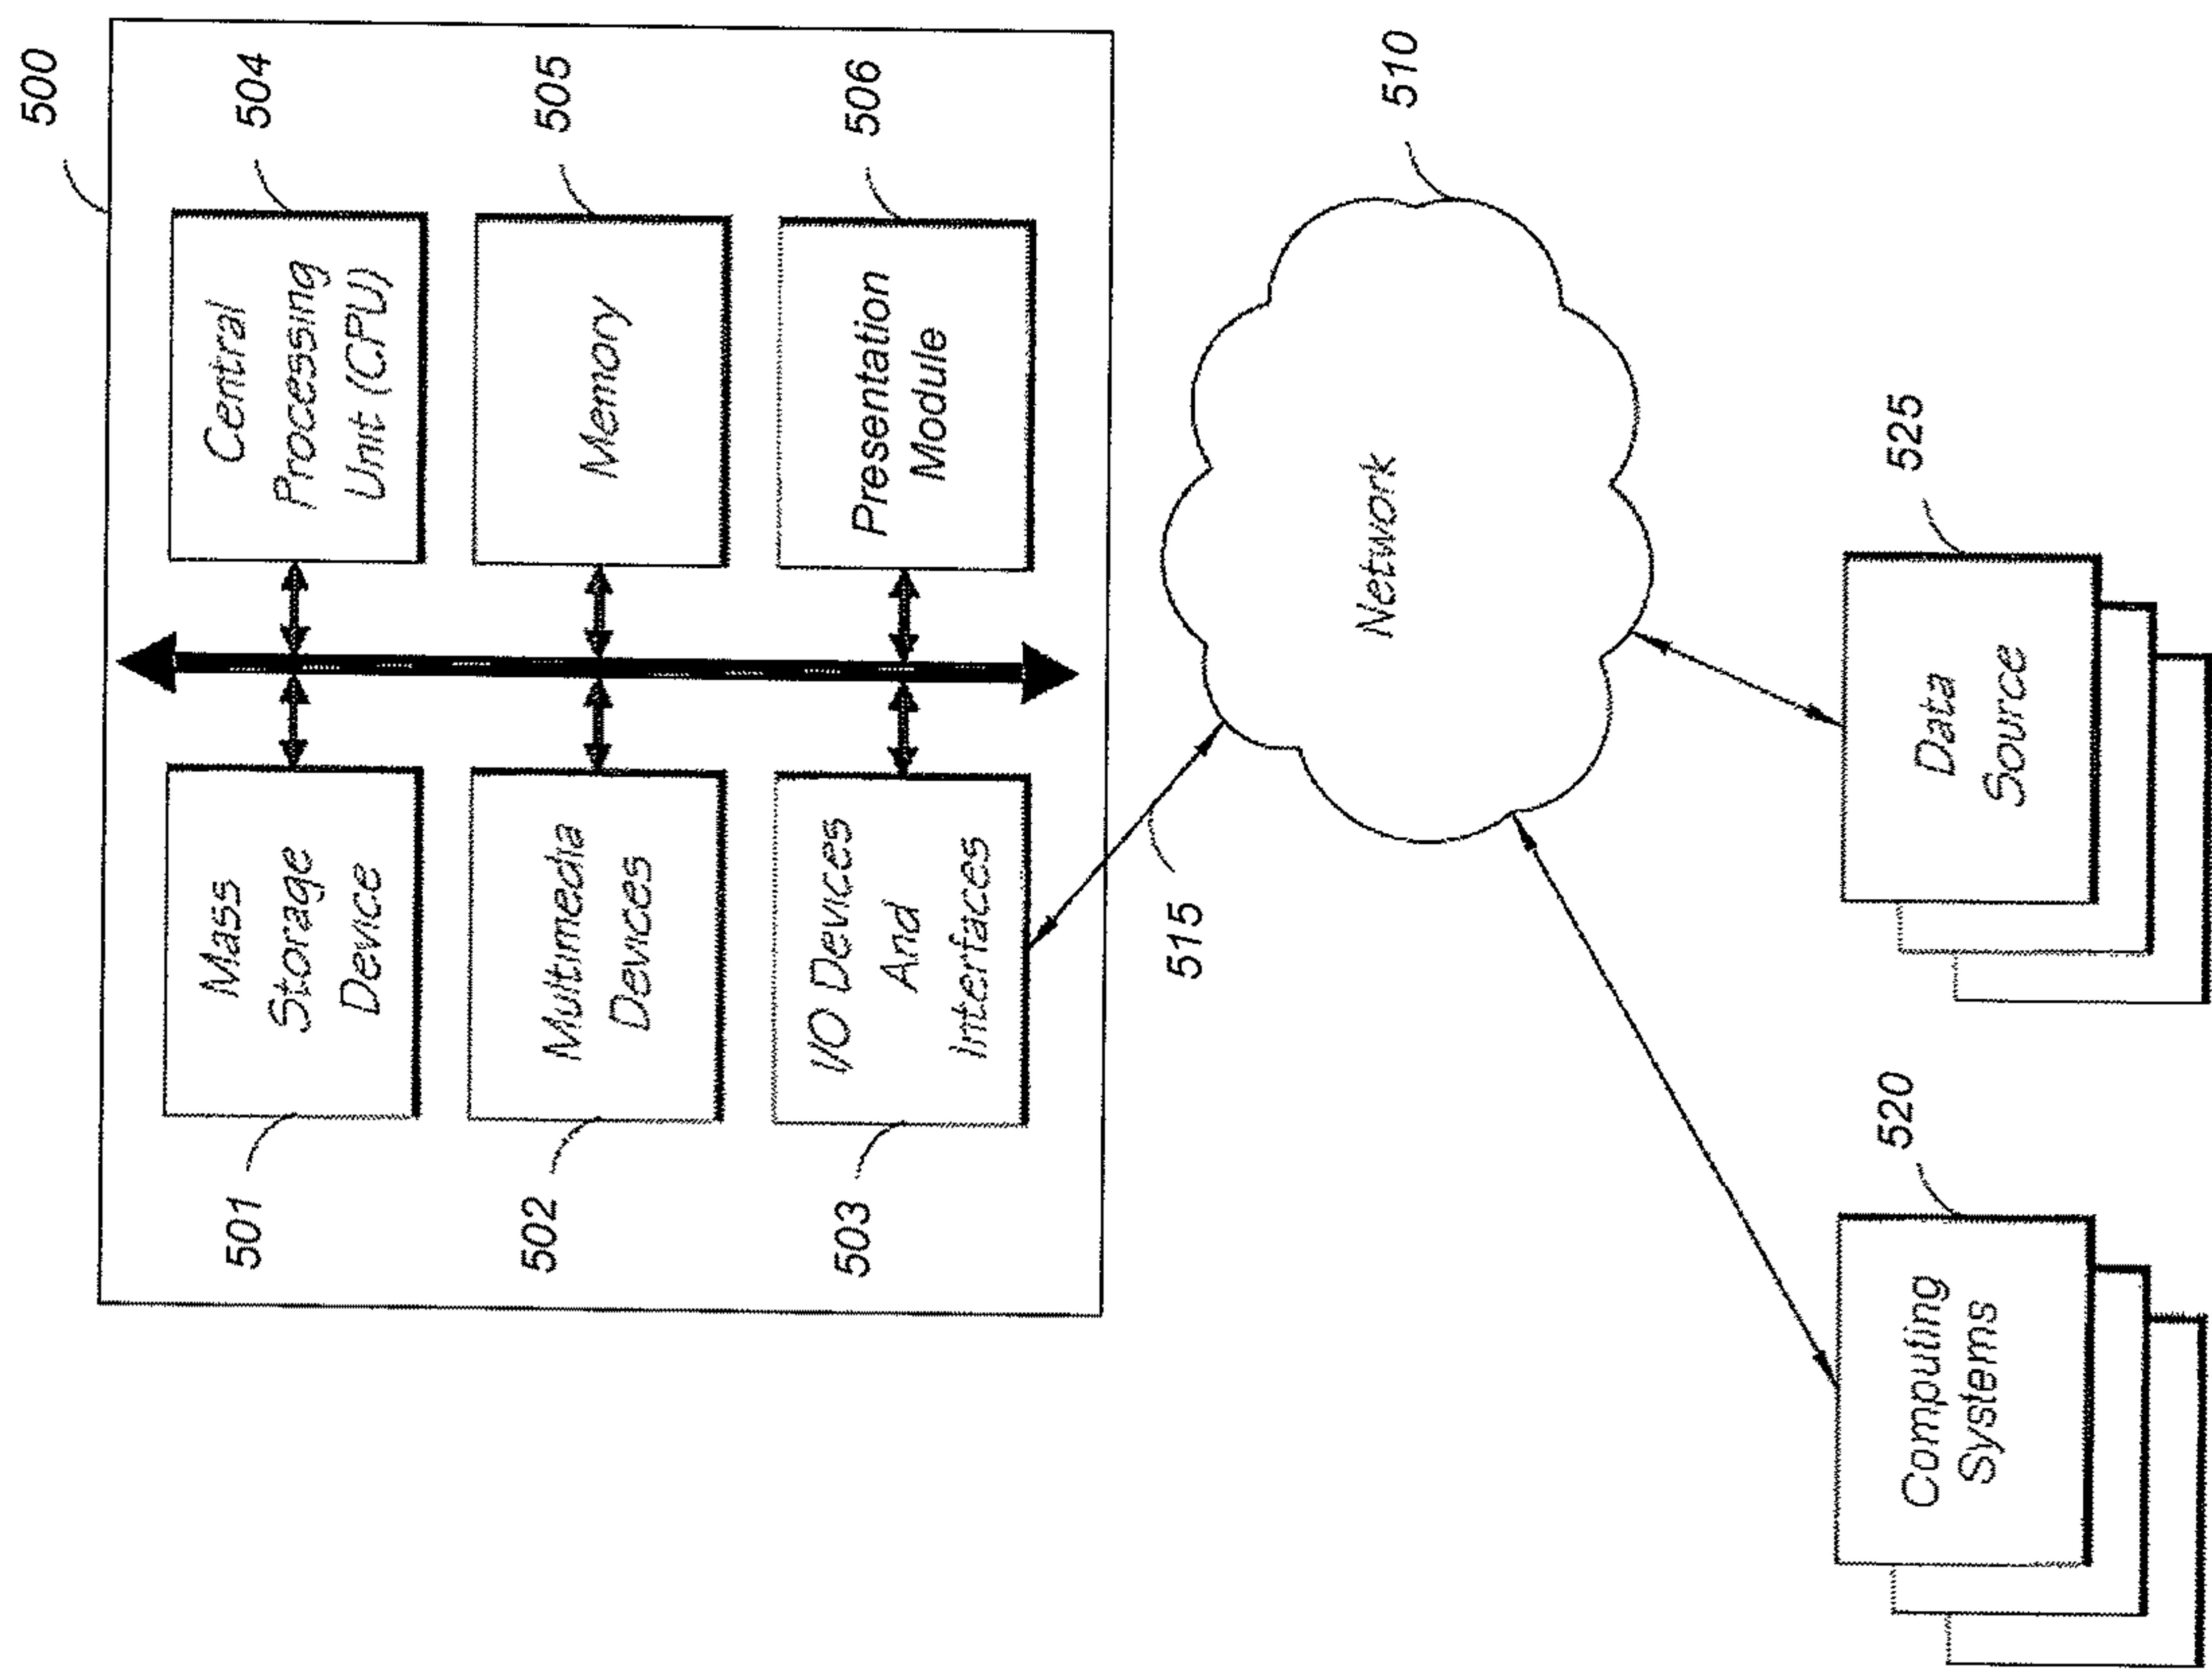 500
501
Mass
Storage
Device
Central
Processing
Unit (CPU)
504
502
Multimedia
Devices
Memory
505
503
I/O Devices
And
Interfaces
Presentation
Module
506
515
Network
510
520
Computing
Systems
Data
Source
525